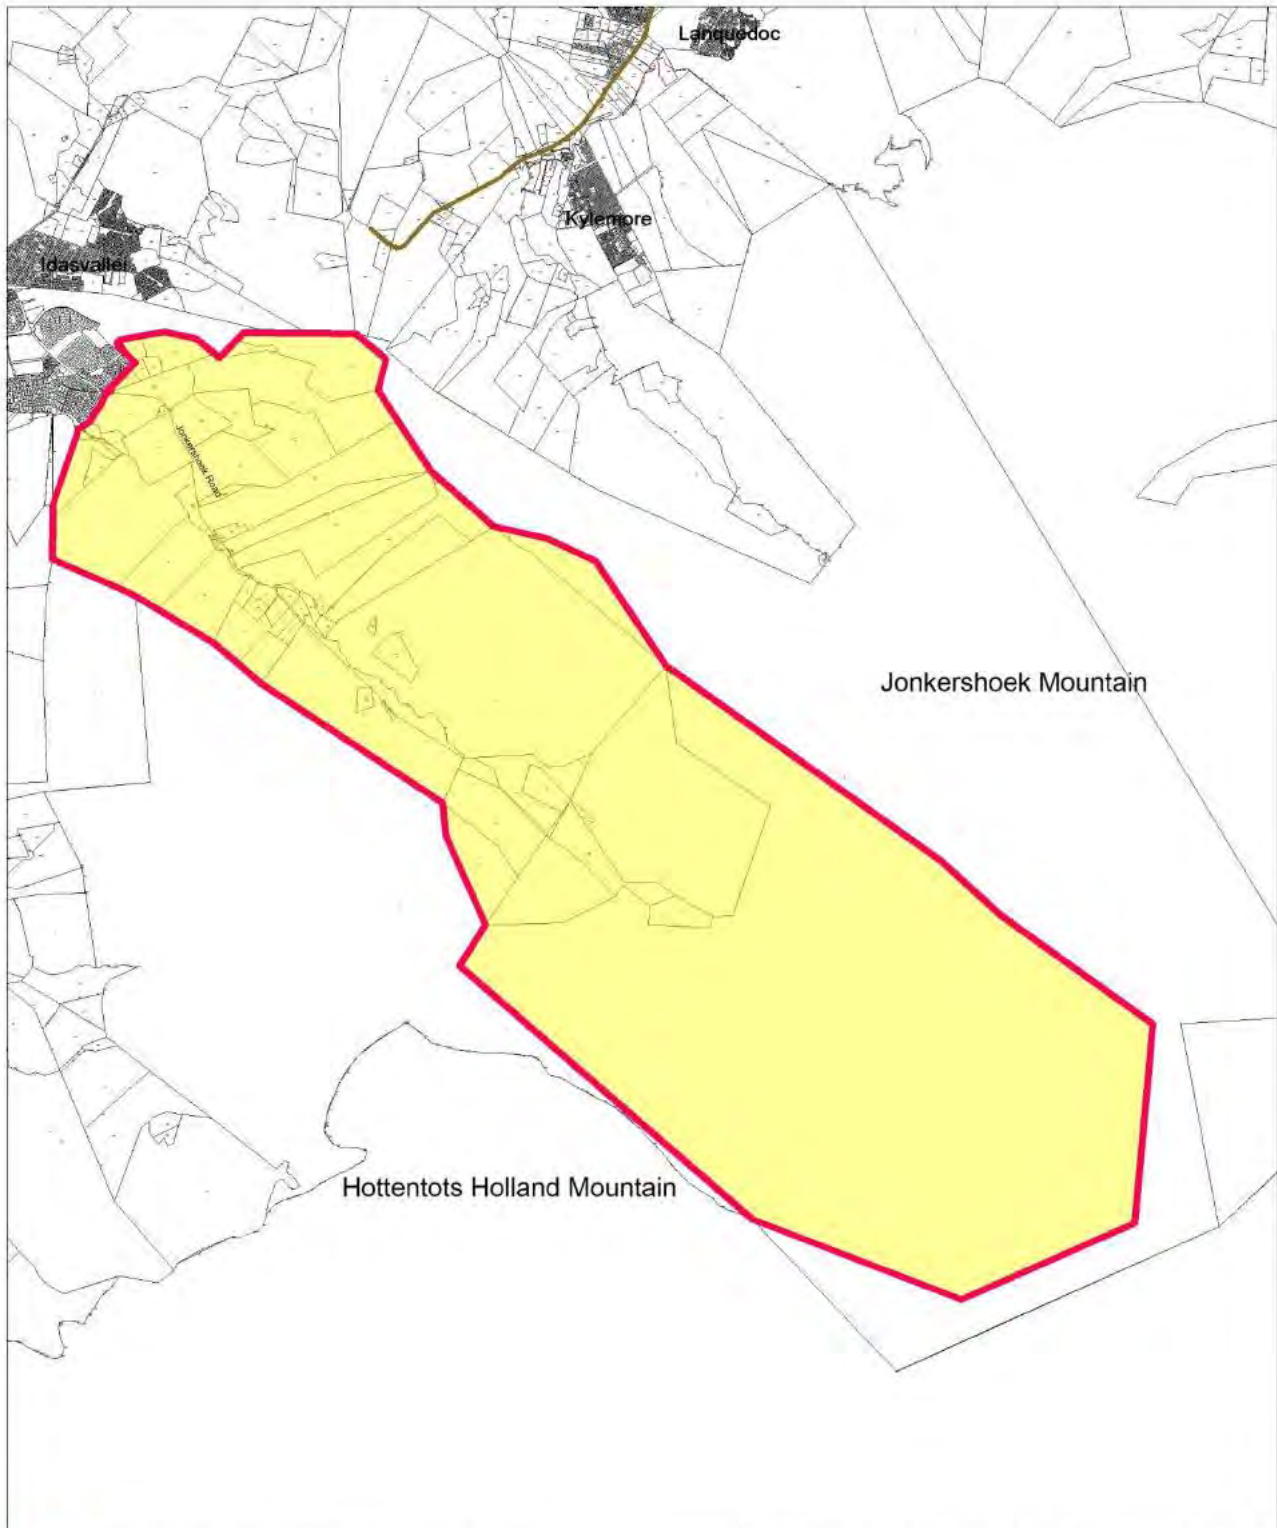 Lanquedoc
Kylemore
Idasvallei
Jonkershoek Road
Jonkershoek Mountain
Hottentots Holland Mountain